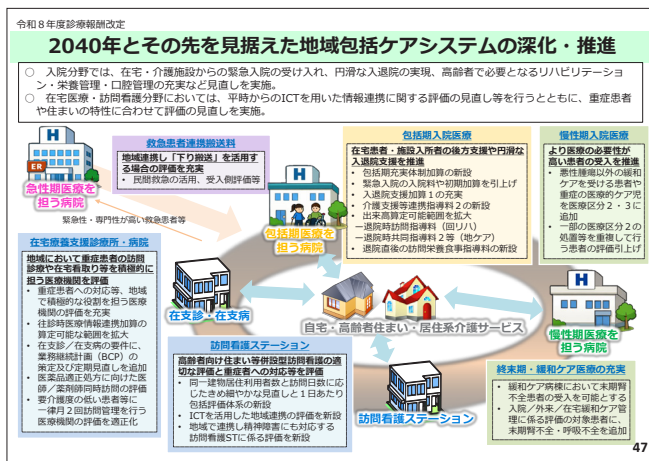 令和８年度診療報酬改定
2040年とその先を見据えた地域包括ケアシステムの深化・推進
○ 入院分野では、在宅・介護施設からの緊急入院の受け入れ、円滑な入退院の実現、高齢者で必要となるリハビリテーショ
ン・栄養管理・口腔管理の充実など見直しを実施。
○ 在宅医療・訪問看護分野においては、平時からのICTを用いた情報連携に関する評価の見直し等を行うとともに、重症患者
や住まいの特性に合わせて評価の見直しを実施。
H
ER
急性期医療を
担う病院
救急患者連携搬送料
地域連携し「下り搬送」を活用す
る場合の評価を充実
• 民間救急の活用、受入側評価等
緊急性・専門性が高い救急患者等
H
包括期医療を
担う病院
包括期入院医療
在宅患者・施設入所者の後方支援や円滑な
入退院支援を推進
• 包括期充実体制加算の新設
• 緊急入院の入院料や初期加算を引上げ
• 入退院支援加算１の充実
• 介護支援等連携指導料２の新設
• 出来高算定可能範囲を拡大
－退院時訪問指導料（回リハ）
－退院時共同指導料２等（地ケア）
• 退院直後の訪問栄養食事指導料の新設
慢性期入院医療
より医療の必要性が
高い患者の受入を推進
• 悪性腫瘍以外の緩和
ケアを受ける患者や
重症の医療的ケア児
を医療区分２・３に
追加
• 一部の医療区分２の
処置等を重複して行
う患者の評価引上げ
在宅療養支援診療所・病院
地域において重症患者の訪問
診療や在宅看取り等を積極的に
担う医療機関を評価
• 重症患者への対応等、地域
で積極的な役割を担う医療
機関の評価を充実
• 往診時医療情報連携加算の
算定可能な範囲を拡大
• 在支診／在支病の要件に、
業務継続計画（BCP）の
策定及び定期見直しを追加
• 医薬品適正処方に向けた医
師／薬剤師同時訪問の評価
• 要介護度の低い患者等に
一律月２回訪問管理を行う
医療機関の評価を適正化
在支診・在支病
自宅・高齢者住まい・居住系介護サービス
H
慢性期医療を
担う病院
訪問看護ステーション
高齢者向け住まい等併設型訪問看護の適
切な評価と重症者への対応等を評価
• 同一建物居住利用者数と訪問日数に応
じたきめ細やかな見直しと１日あたり
包括評価体系の新設
• ICTを活用した地域連携の評価を新設
• 地域で連携し精神障害にも対応する
訪問看護STに係る評価を新設
訪問看護ステーション
終末期・緩和ケア医療の充実
• 緩和ケア病棟において末期腎
不全患者の受入を可能とする
• 入院/外来/在宅緩和ケア管
理に係る評価の対象患者に、
末期腎不全・呼吸不全を追加
47